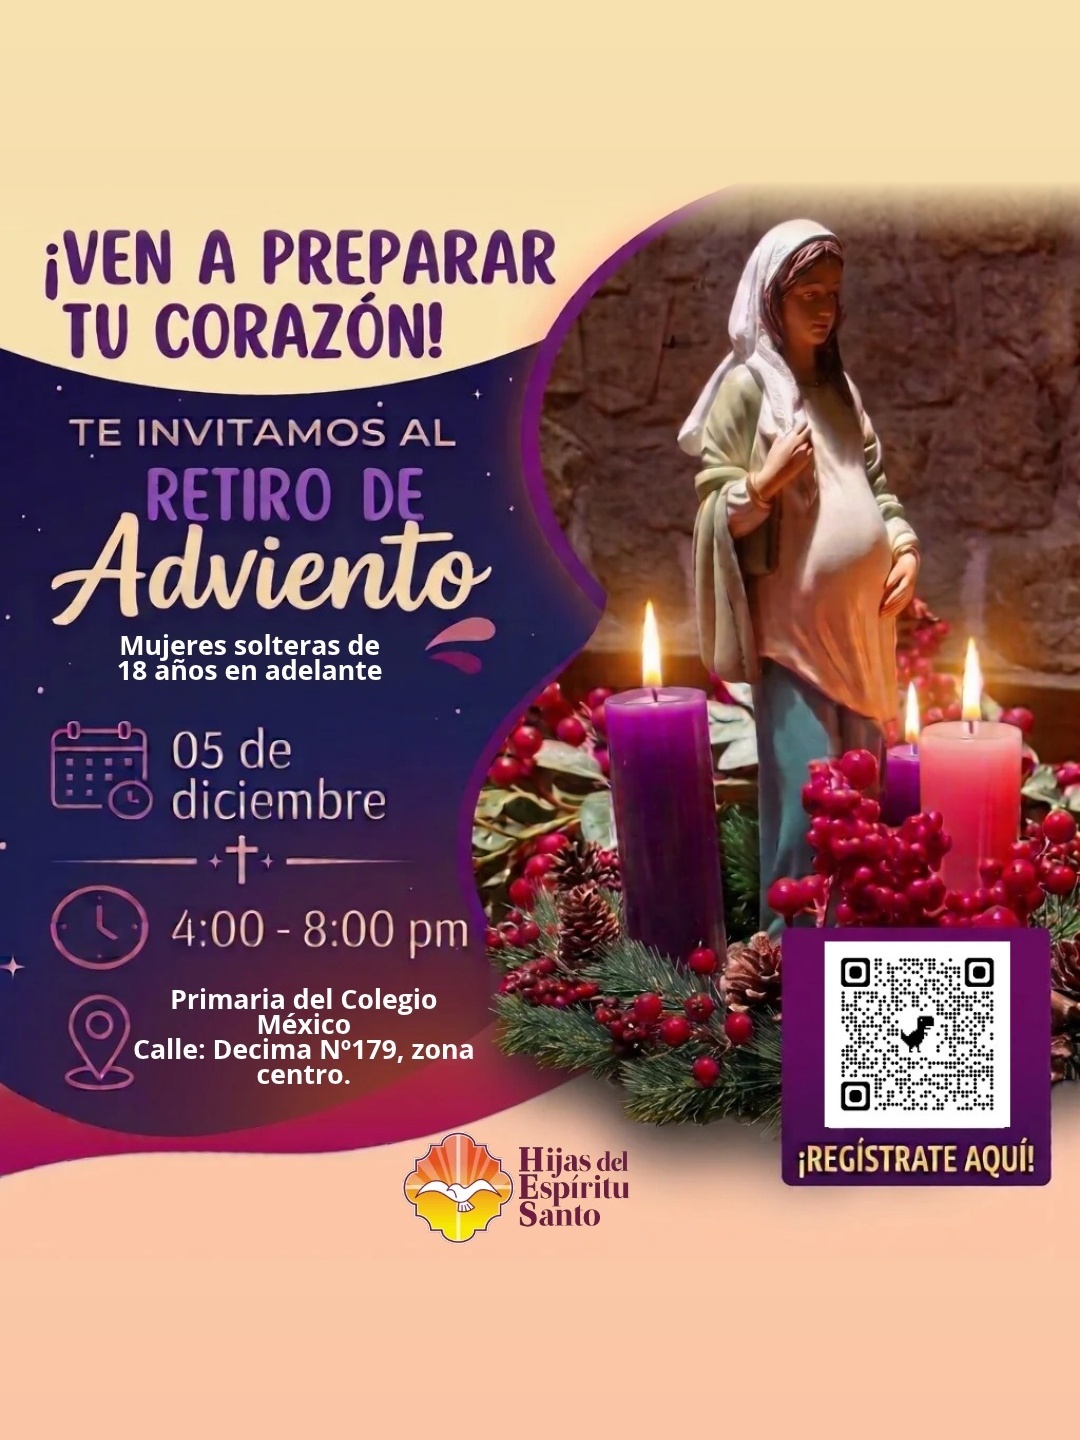 ¡VEN A PREPARAR
TU CORAZÓN!
TE INVITAMOS AL
RETIRO DE
Adviento
Mujeres solteras de
18 años en adelante
05 de
diciembre
4:00 - 8:00 pm
Primaria del Colegio
México
Calle: Decima Nº179, zona
centro.
¡REGÍSTRATE AQUÍ!
Hijas del
Espíritu
Santo